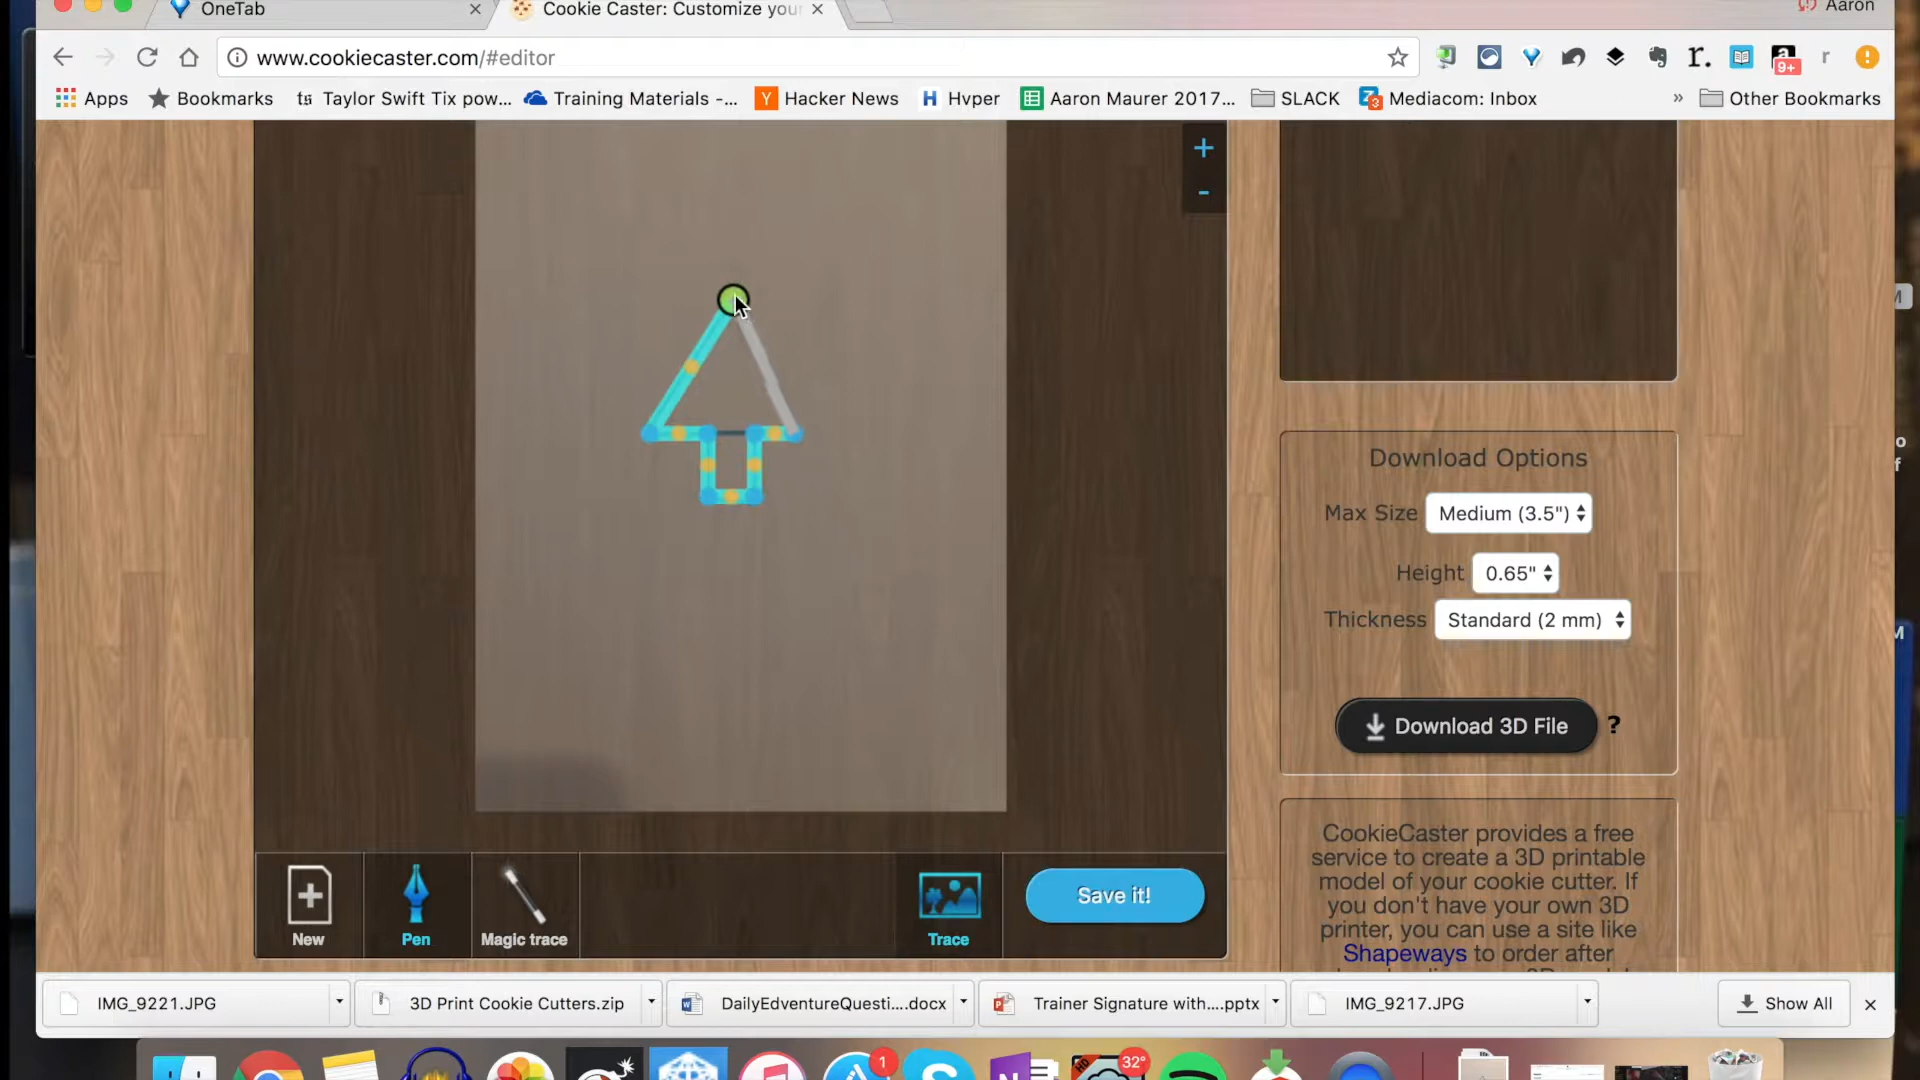 OneTab
Cookie Caster: Customize you
Aaron
www.cookiecaster.com/#editor
r.
a
9+
r
Apps
Bookmarks
ts Taylor Swift Tix pow...
Training Materials -...
Y Hacker News
H Hvper
Aaron Maurer 2017...
SLACK
3
Mediacom: Inbox
»
Other Bookmarks
+
-
Download Options
Max Size Medium (3.5")
Height 0.65"
Thickness Standard (2 mm)
Download 3D File ?
CookieCaster provides a free
service to create a 3D printable
model of your cookie cutter. If
you don't have your own 3D
printer, you can use a site like
Shapeways to order after
New
Pen
Magic trace
Trace
Save it!
IMG_9221.JPG
3D Print Cookie Cutters.zip
DailyEdventureQuesti....docx
Trainer Signature with....pptx
IMG_9217.JPG
Show All
1
32°